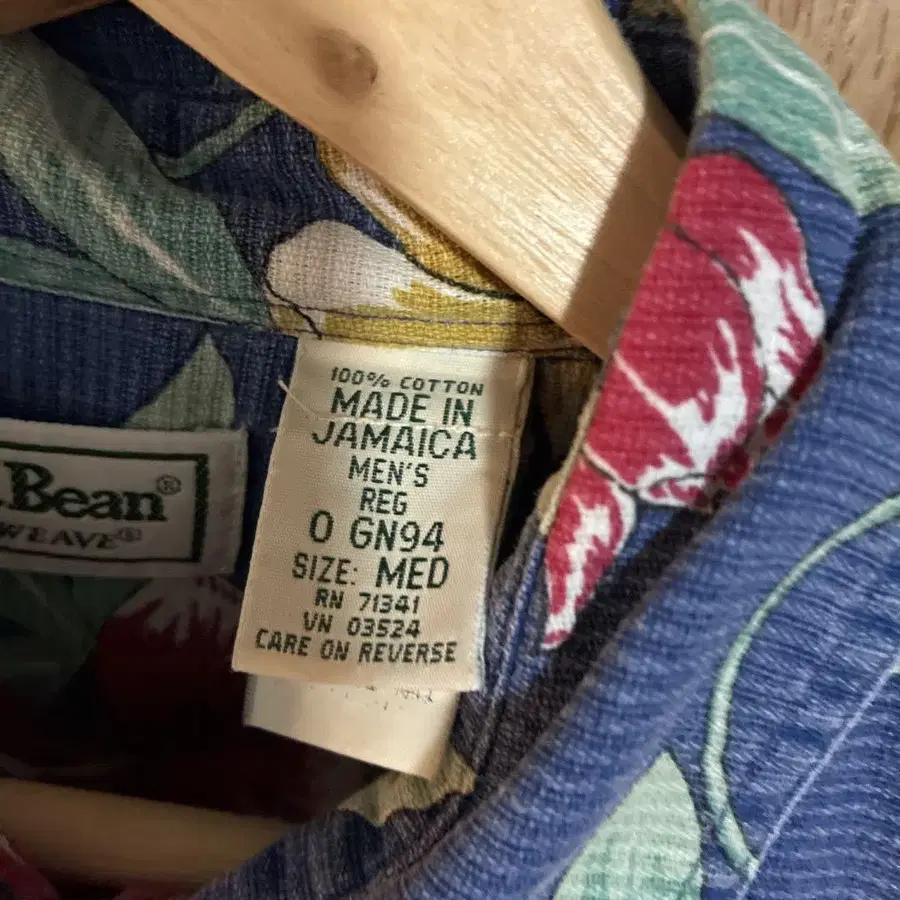 .Bean®
WEAVE®
100% COTTON
MADE IN
JAMAICA
MEN'S
REG
O GN94
SIZE: MED
RN 71341
VN 03524
CARE ON REVERSE